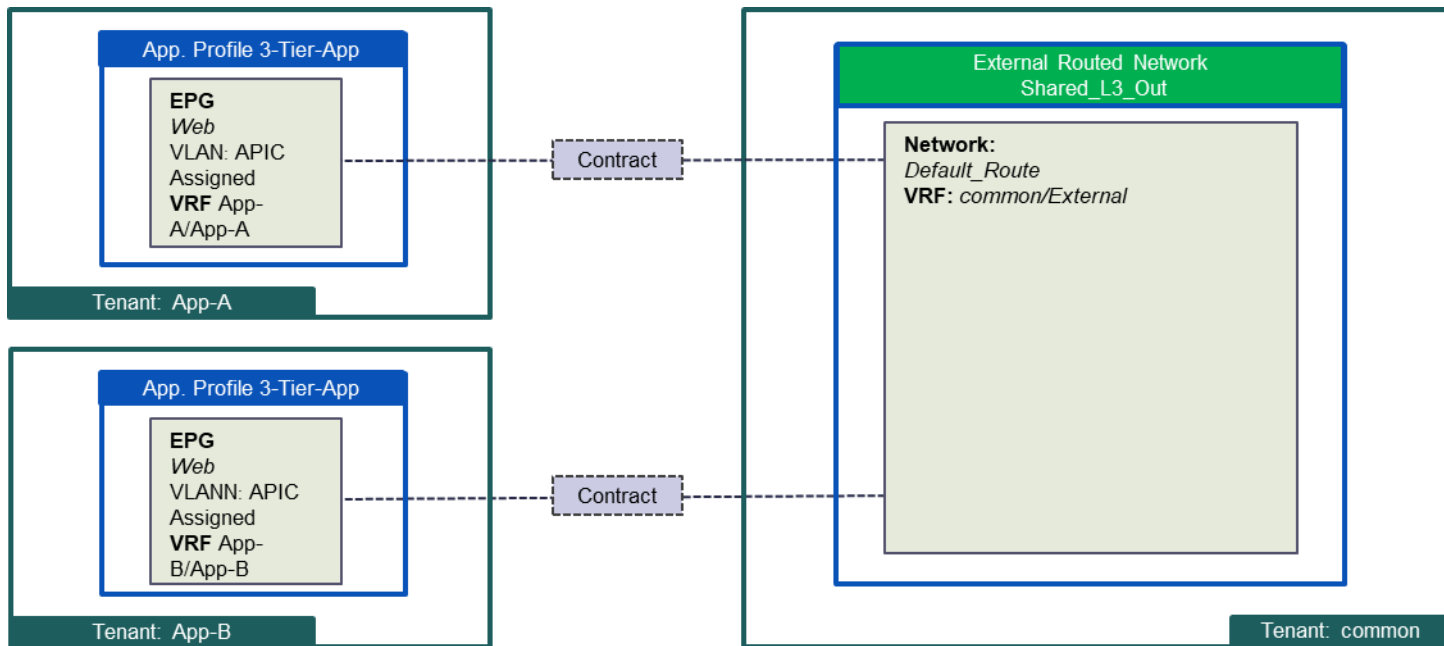 App. Profile 3-Tier-App
EPG
Web
VLAN: APIC
Assigned
VRF App-
A/App-A
Tenant: App-A
Contract
External Routed Network
Shared_L3_Out
Network:
Default_Route
VRF: common/External
App. Profile 3-Tier-App
EPG
Web
VLANN: APIC
Assigned
VRF App-
B/App-B
Tenant: App-B
Contract
Tenant: common